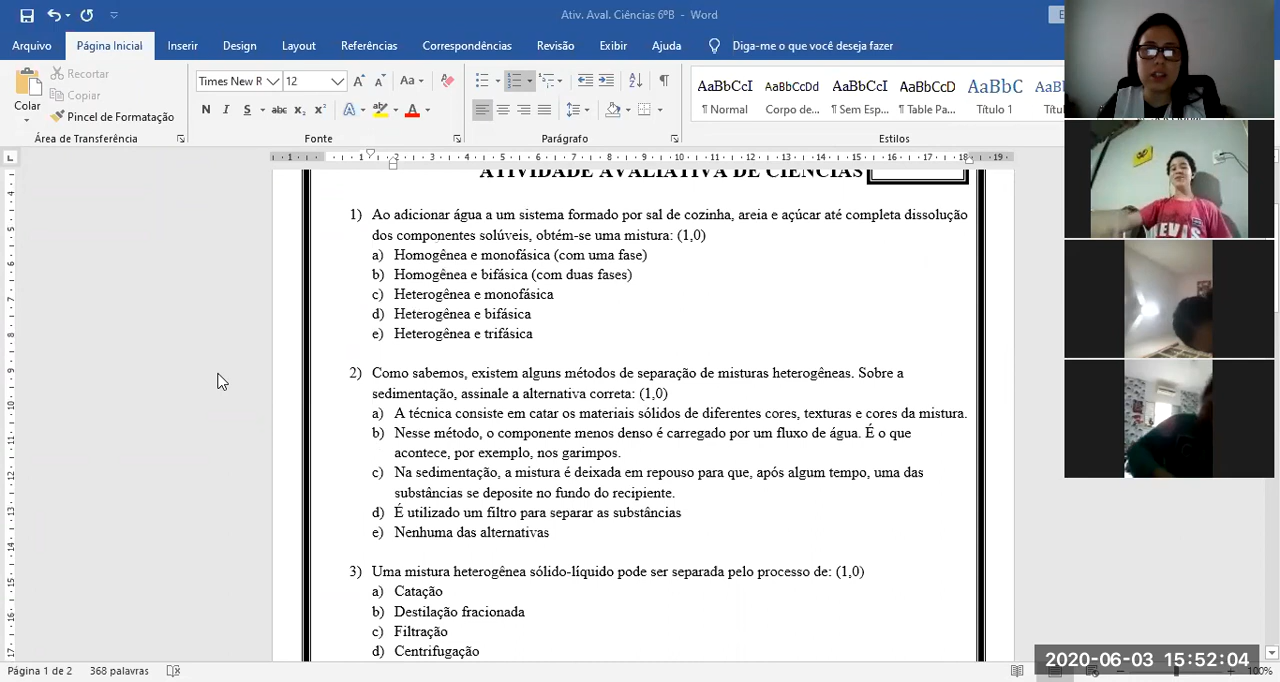 Ativ. Aval. Ciências 6ºB - Word
Arquivo Página Inicial Inserir Design Layout Referências Correspondências Revisão Exibir Ajuda Diga-me o que você deseja fazer
Colar
Recortar
Copiar
Pincel de Formatação
Área de Transferência
Times New R 12
N I S abc x₂ x²
Fonte
Parágrafo
AaBbCcI AaBbCcDd AaBbCcI AaBbCcD AaBbC
¶ Normal Corpo de... ¶ Sem Esp... ¶ Table Pa... Título 1
Estilos
ATIVIDADE AVALIATIVA DE CIÊNCIAS
1) Ao adicionar água a um sistema formado por sal de cozinha, areia e açúcar até completa dissolução
dos componentes solúveis, obtém-se uma mistura: (1,0)
a) Homogênea e monofásica (com uma fase)
b) Homogênea e bifásica (com duas fases)
c) Heterogênea e monofásica
d) Heterogênea e bifásica
e) Heterogênea e trifásica
2) Como sabemos, existem alguns métodos de separação de misturas heterogêneas. Sobre a
sedimentação, assinale a alternativa correta: (1,0)
a) A técnica consiste em catar os materiais sólidos de diferentes cores, texturas e cores da mistura.
b) Nesse método, o componente menos denso é carregado por um fluxo de água. É o que
acontece, por exemplo, nos garimpos.
c) Na sedimentação, a mistura é deixada em repouso para que, após algum tempo, uma das
substâncias se deposite no fundo do recipiente.
d) É utilizado um filtro para separar as substâncias
e) Nenhuma das alternativas
3) Uma mistura heterogênea sólido-líquido pode ser separada pelo processo de: (1,0)
a) Catação
b) Destilação fracionada
c) Filtração
d) Centrifugação
Página 1 de 2 368 palavras
2020-06-03 15:52:04
100%